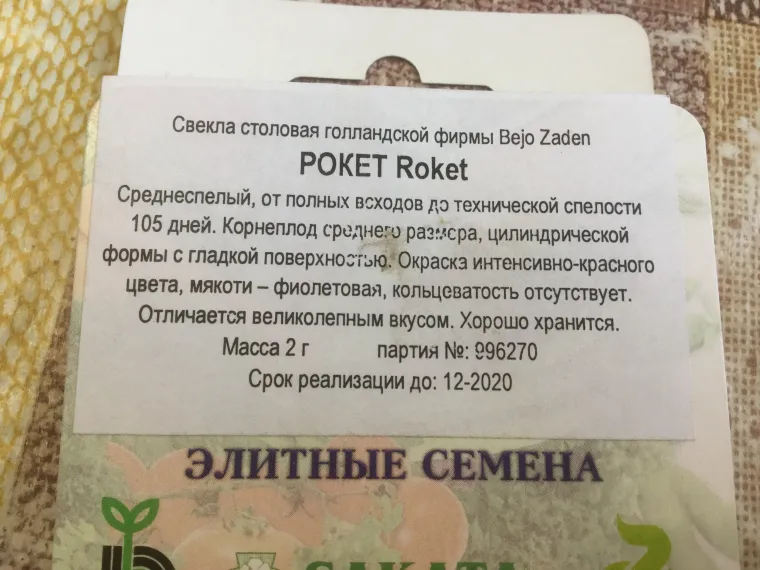 Свекла столовая голландской фирмы Bejo Zaden
РОКЕТ Roket
Среднеспелый, от полных всходов до технической спелости
105 дней. Корнеплод среднего размера, цилиндрической
формы с гладкой поверхностью. Окраска интенсивно-красного
цвета, мякоти – фиолетовая, кольцеватость отсутствует.
Отличается великолепным вкусом. Хорошо хранится.
Масса 2 г партия №: 996270
Срок реализации до: 12-2020
ЭЛИТНЫЕ СЕМЕНА
SAKATA